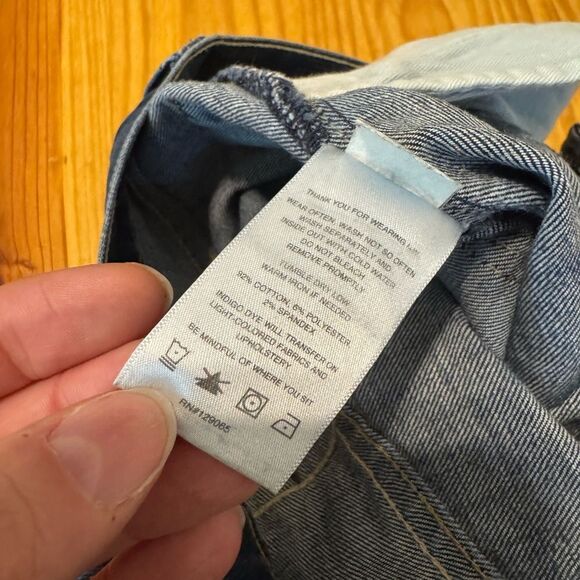 THANK YOU FOR WEARING
WEAR OFTEN. WASH NOT SO OFTEN
WASH SEPARATELY AND
INSIDE OUT WITH COLD WATER
DO NOT BLEACH
REMOVE PROMPTLY
TUMBLE DRY LOW
WARM IRON IF NEEDED
92% COTTON, 6% POLYESTER
2% SPANDEX
INDIGO DYE WILL TRANSFER ON
LIGHT-COLORED FABRICS AND
UPHOLSTERY
BE MINDFUL OF WHERE YOU SIT
RN#129065